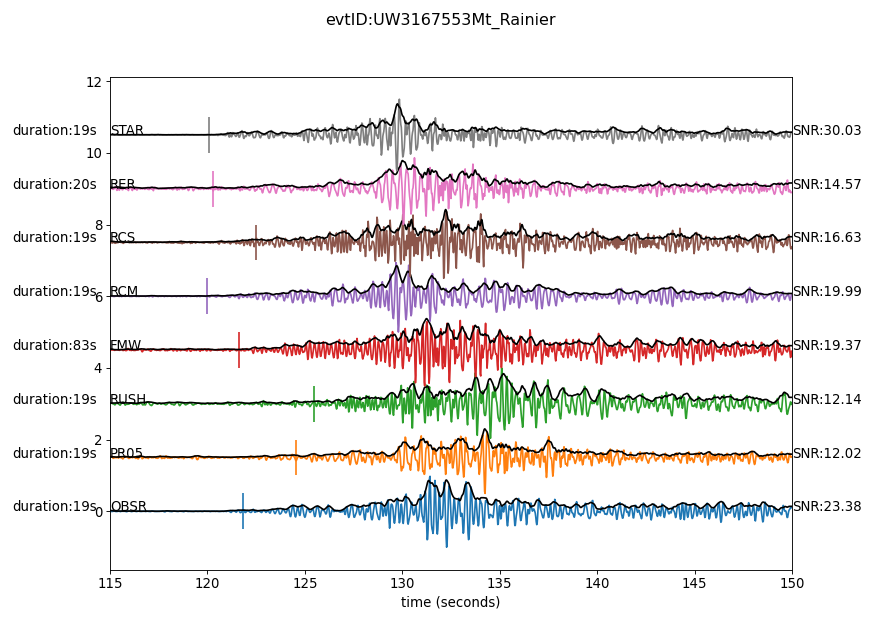 evtID:UW3167553Mt_Rainier
12
duration:19s STAR SNR:30.03
10
duration:20s RER SNR:14.57
8
duration:19s RCS SNR:16.63
duration:19s RCM SNR:19.99
6
duration:83s FMW SNR:19.37
4
duration:19s RUSH SNR:12.14
2
duration:19s PR05 SNR:12.02
duration:19s OBSR SNR:23.38
0
115 120 125 130 135 140 145 150
time (seconds)